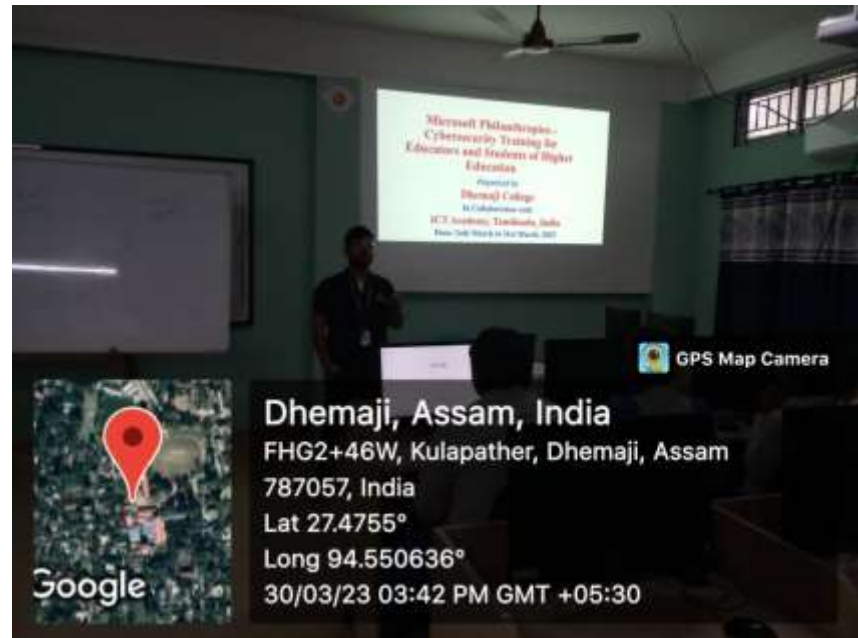 Microsoft Philanthropies-
Cybersecurity Training for
Educators and Students of Higher
Education
Dhemaji College
In Collaboration with
ICT Academy, Tamilnadu, India
GPS Map Camera
Dhemaji, Assam, India
FHG2+46W, Kulapather, Dhemaji, Assam
787057, India
Lat 27.4755°
Long 94.550636°
30/03/23 03:42 PM GMT +05:30
Google